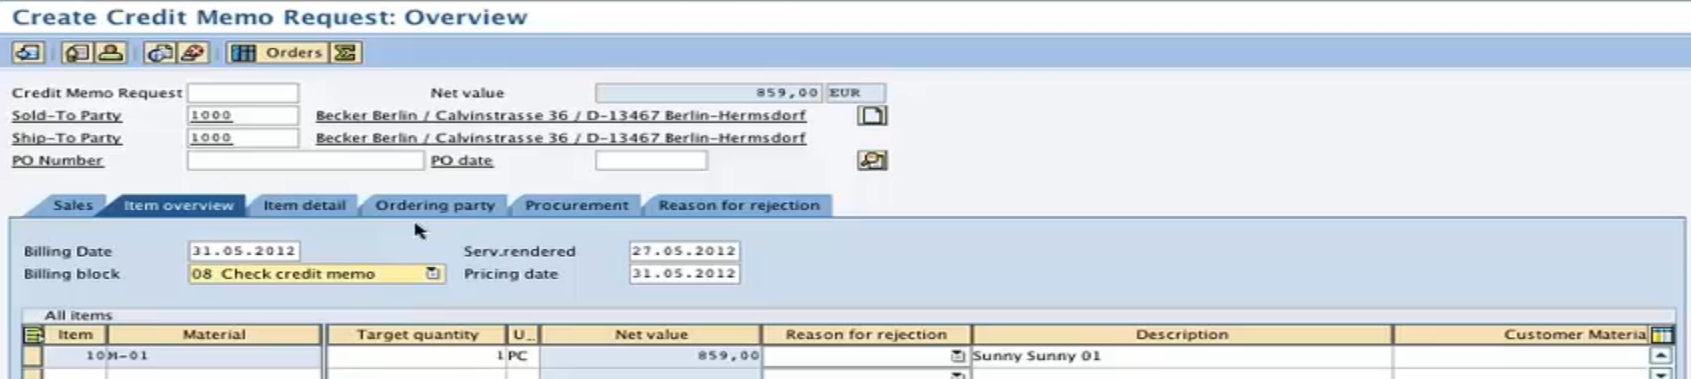 Create Credit Memo Request: Overview
Orders
Credit Memo Request Net value 859,00 EUR
Sold-To Party 1000 Becker Berlin / Calvinstrasse 36 / D-13467 Berlin-Hermsdorf
Ship-To Party 1000 Becker Berlin / Calvinstrasse 36 / D-13467 Berlin-Hermsdorf
PO Number PO date
Sales Item overview Item detail Ordering party Procurement Reason for rejection
Billing Date 31.05.2012 Serv.rendered 27.05.2012
Billing block 08 Check credit memo Pricing date 31.05.2012
All items
Item Material Target quantity U.. Net value Reason for rejection Description Customer Materia
10 M-01 1 PC 859,00 Sunny Sunny 01